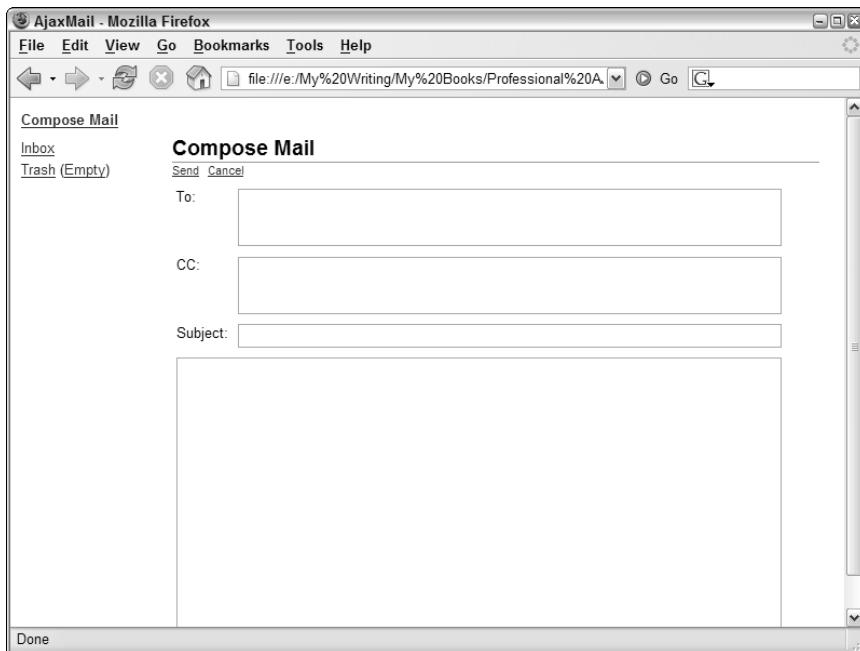 AjaxMail - Mozilla Firefox
File Edit View Go Bookmarks Tools Help
file:///e:/My%20Writing/My%20Books/Professional%20A Go G
Compose Mail
Inbox
Trash (Empty)
Compose Mail
Send Cancel
To:
CC:
Subject:
Done